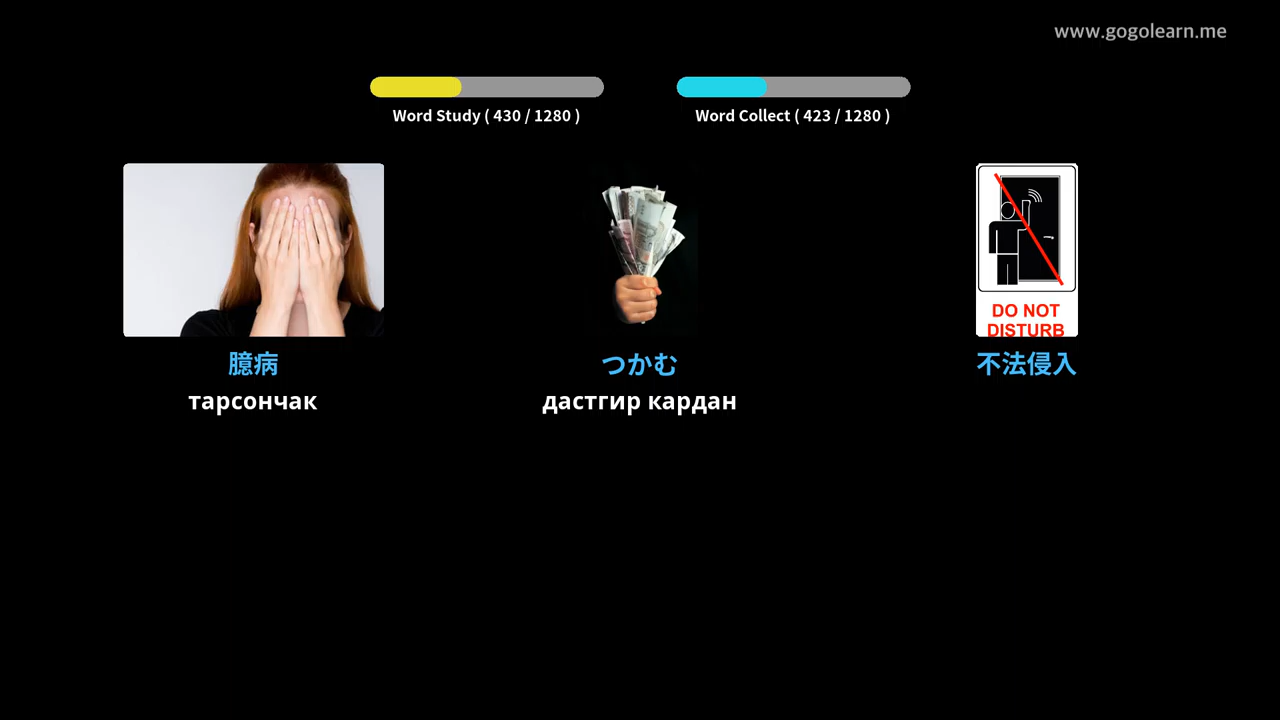 www.gogolearn.me
Word Study ( 430 / 1280 )
Word Collect ( 423 / 1280 )
DO NOT
DISTURB
臆病
つかむ
不法侵入
тарсончак
дастгир кардан